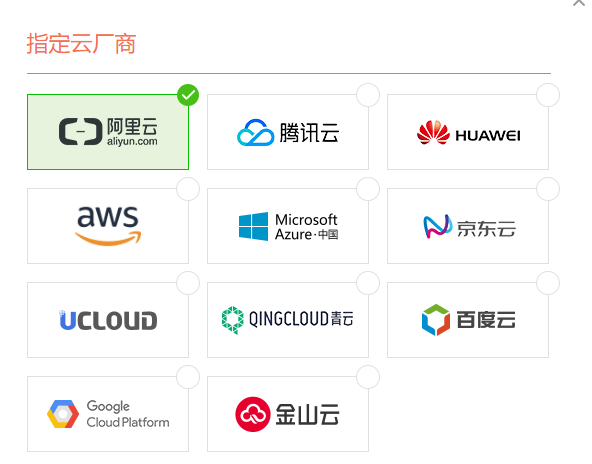 指定云厂商
阿里云
aliyun.com
腾讯云
HUAWEI
aws
Microsoft
Azure·中国
京东云
UCLOUD
QINGCLOUD青云
百度云
Google
Cloud Platform
金山云